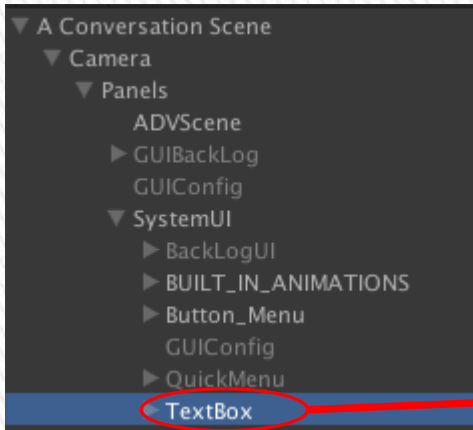 A Conversation Scene
Camera
Panels
ADVScene
GUIBackLog
GUIConfig
SystemUI
BackLogUI
BUILT_IN_ANIMATIONS
Button_Menu
GUIConfig
QuickMenu
TextBox